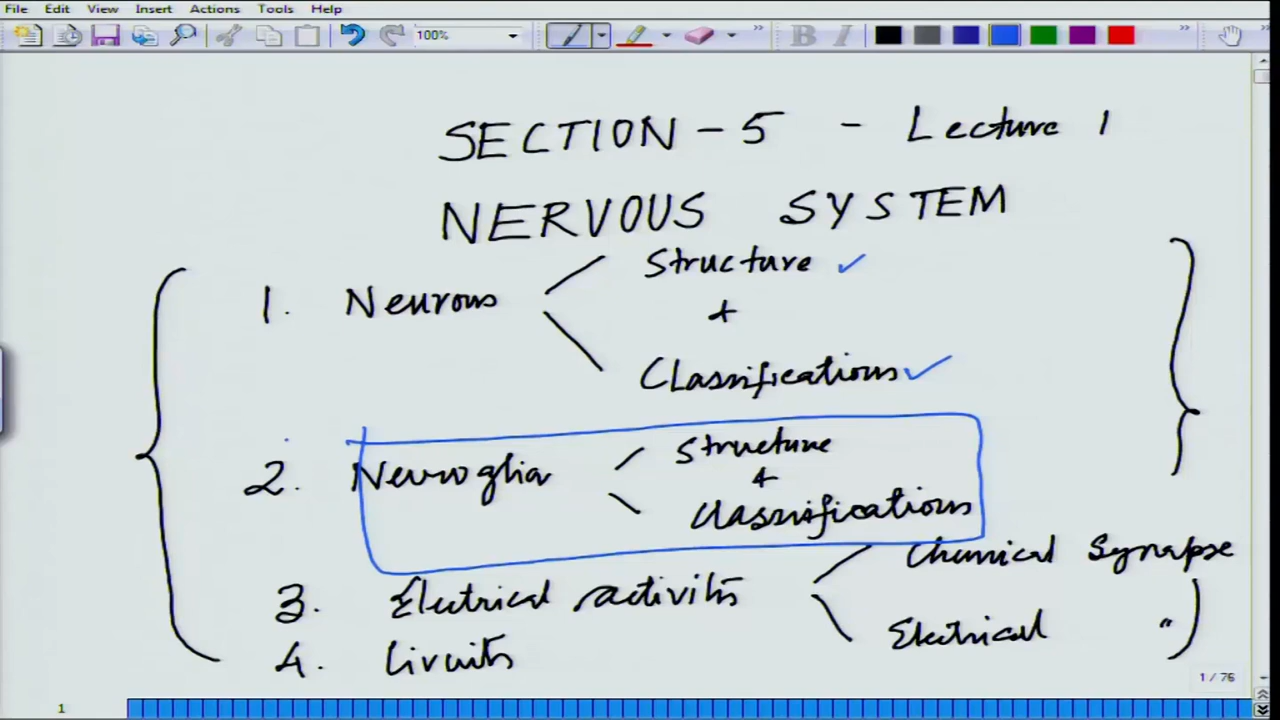 File Edit View Insert Actions Tools Help
100%
SECTION - 5 - Lecture 1
NERVOUS SYSTEM
1. Neurons
Structure
+
Classifications
2. Neuroglia
Structure
+
Classifications
3. Electrical activity
Chemical Synapse
Electrical "
4. Circuits
1 / 76
1